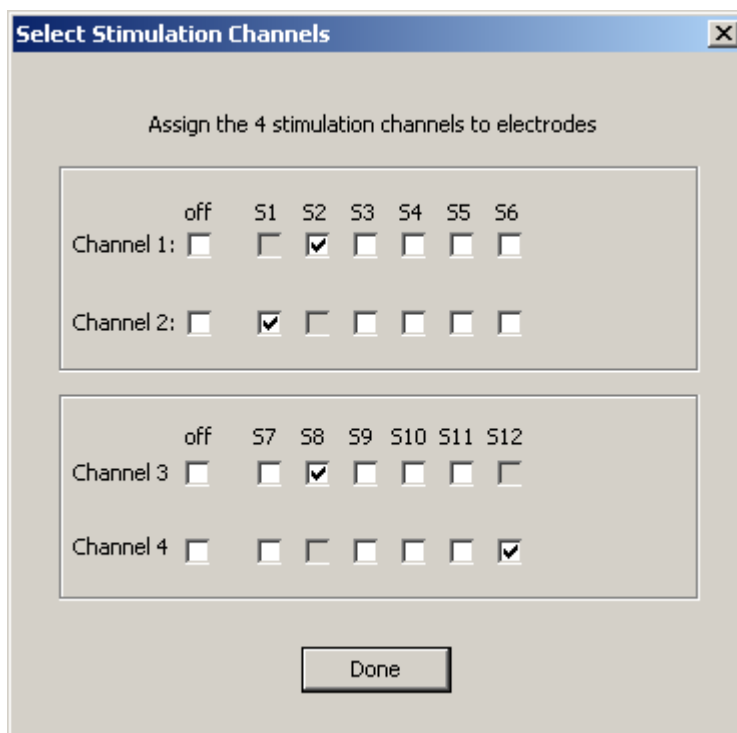 Select Stimulation Channels
Assign the 4 stimulation channels to electrodes
off S1 S2 S3 S4 S5 S6
Channel 1:
Channel 2:
off S7 S8 S9 S10 S11 S12
Channel 3
Channel 4
Done